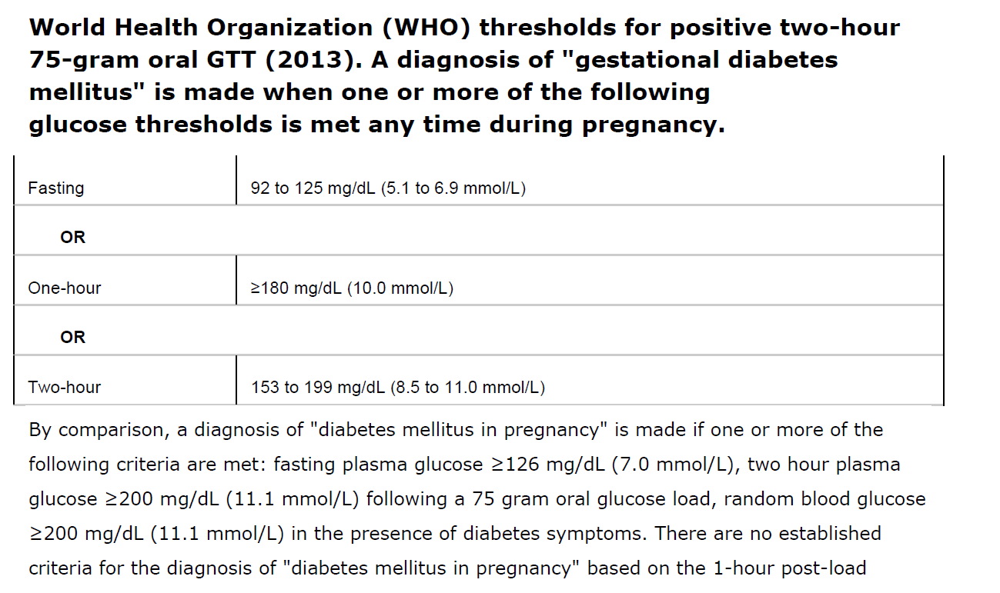 World Health Organization (WHO) thresholds for positive two-hour
75-gram oral GTT (2013). A diagnosis of "gestational diabetes
mellitus" is made when one or more of the following
glucose thresholds is met any time during pregnancy.
Fasting 92 to 125 mg/dL (5.1 to 6.9 mmol/L)
OR
One-hour ≥180 mg/dL (10.0 mmol/L)
OR
Two-hour 153 to 199 mg/dL (8.5 to 11.0 mmol/L)
By comparison, a diagnosis of "diabetes mellitus in pregnancy" is made if one or more of the
following criteria are met: fasting plasma glucose ≥126 mg/dL (7.0 mmol/L), two hour plasma
glucose ≥200 mg/dL (11.1 mmol/L) following a 75 gram oral glucose load, random blood glucose
≥200 mg/dL (11.1 mmol/L) in the presence of diabetes symptoms. There are no established
criteria for the diagnosis of "diabetes mellitus in pregnancy" based on the 1-hour post-load